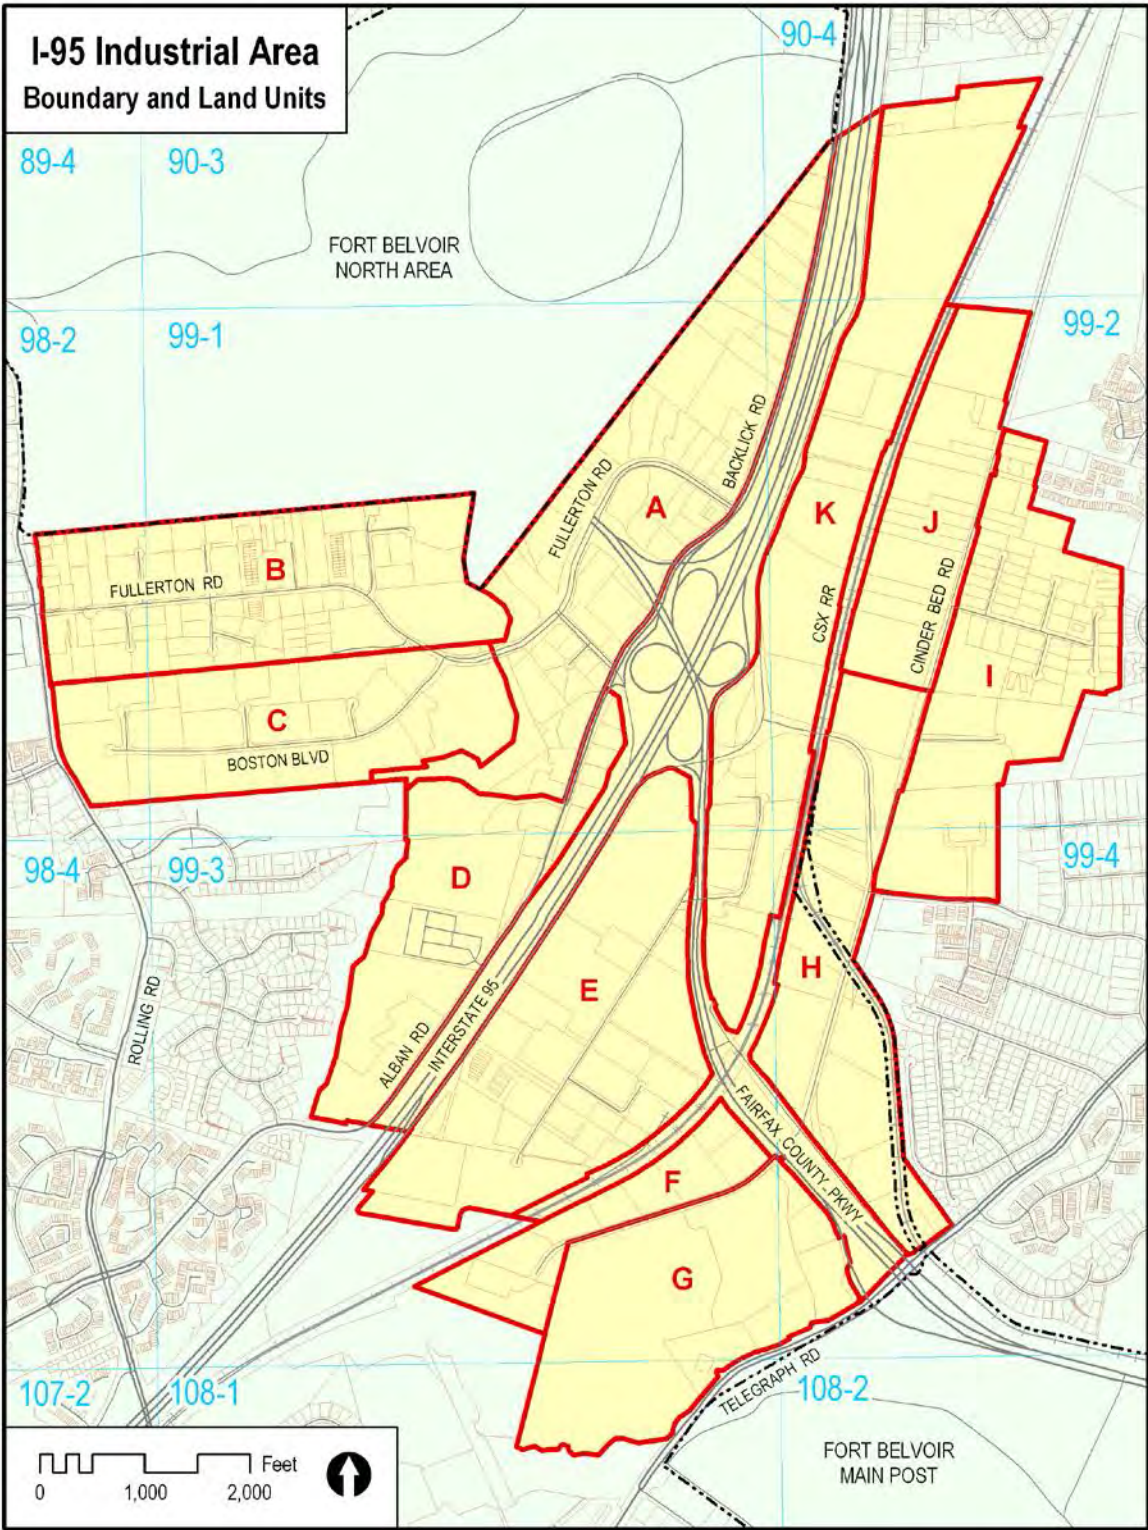 I-95 Industrial Area
Boundary and Land Units
90-4
89-4
90-3
FORT BELVOIR
NORTH AREA
98-2
99-1
99-2
BACKLICK RD
FULLERTON RD
A
K
J
B
FULLERTON RD
CSX RR
CINDER BED RD
I
C
BOSTON BLVD
98-4
99-3
99-4
D
H
E
ROLLING RD
INTERSTATE 95
ALBAN RD
FAIRFAX COUNTY PKWY
F
G
TELEGRAPH RD
107-2
108-1
108-2
FORT BELVOIR
MAIN POST
Feet
0 1,000 2,000